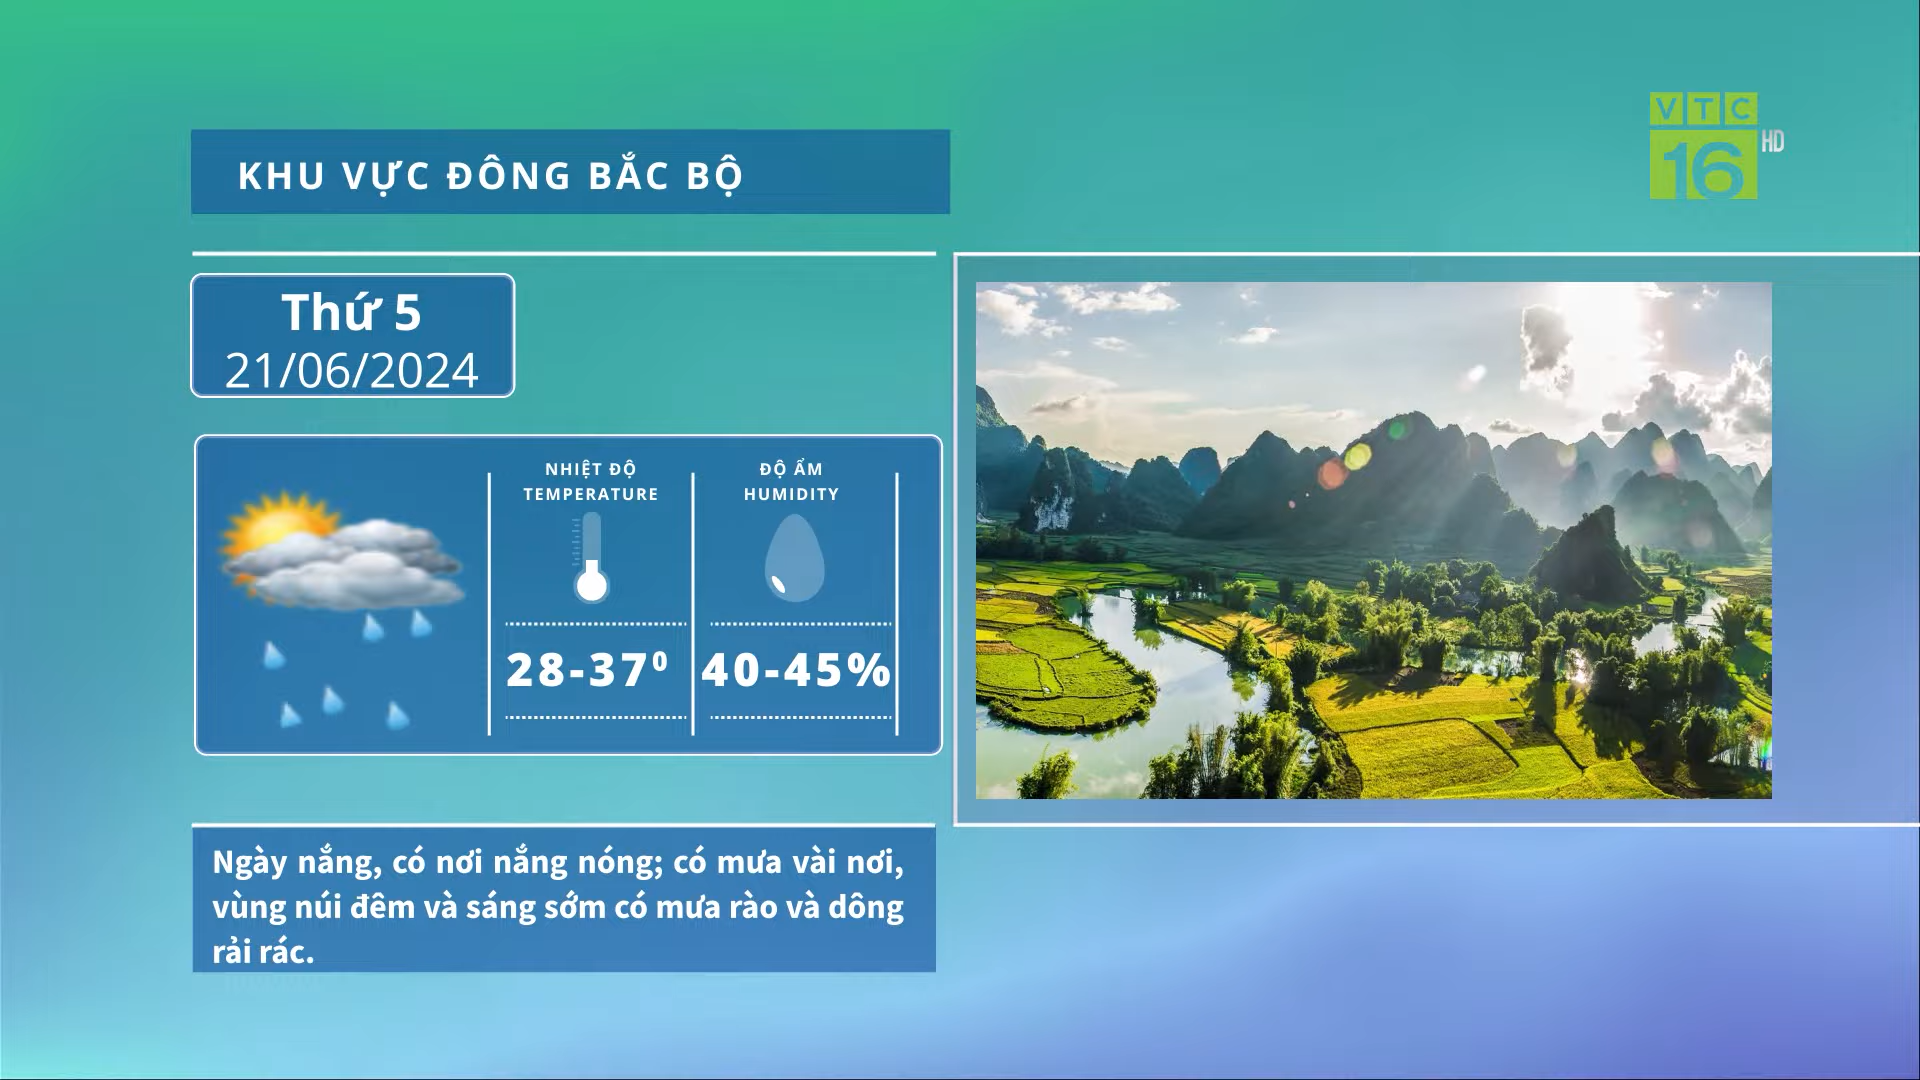 VTC
16 HD
KHU VỰC ĐÔNG BẮC BỘ
Thứ 5
21/06/2024
NHIỆT ĐỘ
TEMPERATURE
28-37⁰
ĐỘ ẨM
HUMIDITY
40-45%
Ngày nắng, có nơi nắng nóng; có mưa vài nơi,
vùng núi đêm và sáng sớm có mưa rào và dông
rải rác.